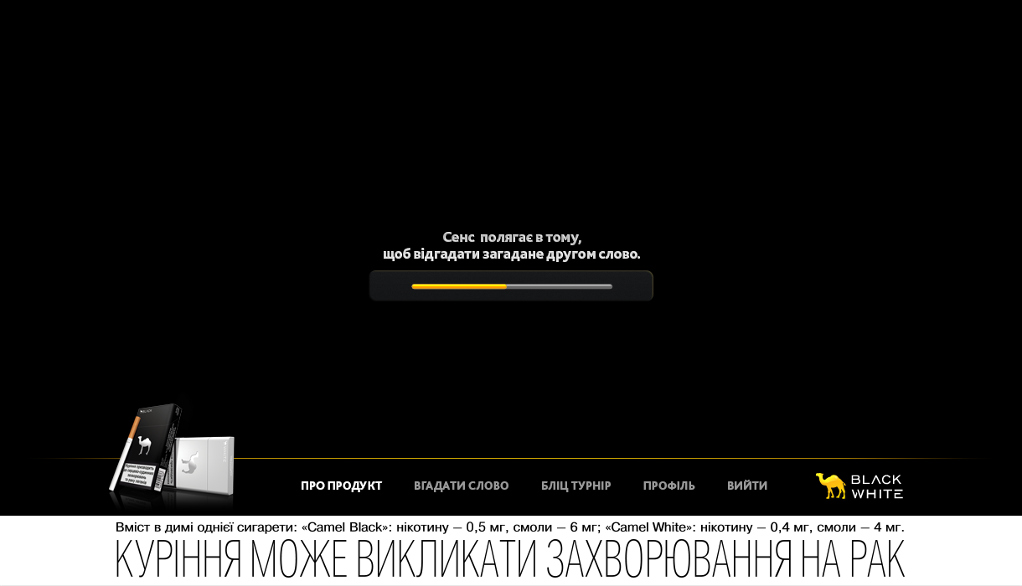 Сенс полягає в тому,
щоб відгадати загадане другом слово.
ПРО ПРОДУКТ ВГАДАТИ СЛОВО БЛІЦ ТУРНІР ПРОФІЛЬ ВИЙТИ
BLACK
WHITE
Вміст в димі однієї сигарети: «Camel Black»: нікотину – 0,5 мг, смоли – 6 мг; «Camel White»: нікотину – 0,4 мг, смоли – 4 мг.
КУРІННЯ МОЖЕ ВИКЛИКАТИ ЗАХВОРЮВАННЯ НА РАК